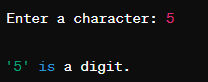 Enter a character: 5
'5' is a digit.